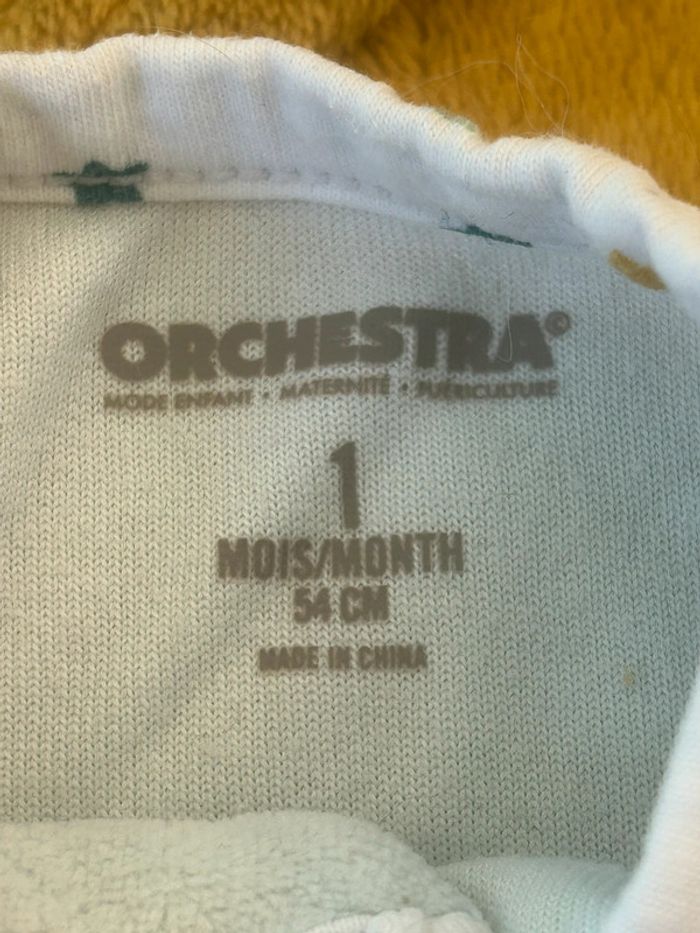 ORCHESTRA©
MODE ENFANT • MATERNITÉ • PUÉRICULTURE
1
MOIS/MONTH
54 CM
MADE IN CHINA